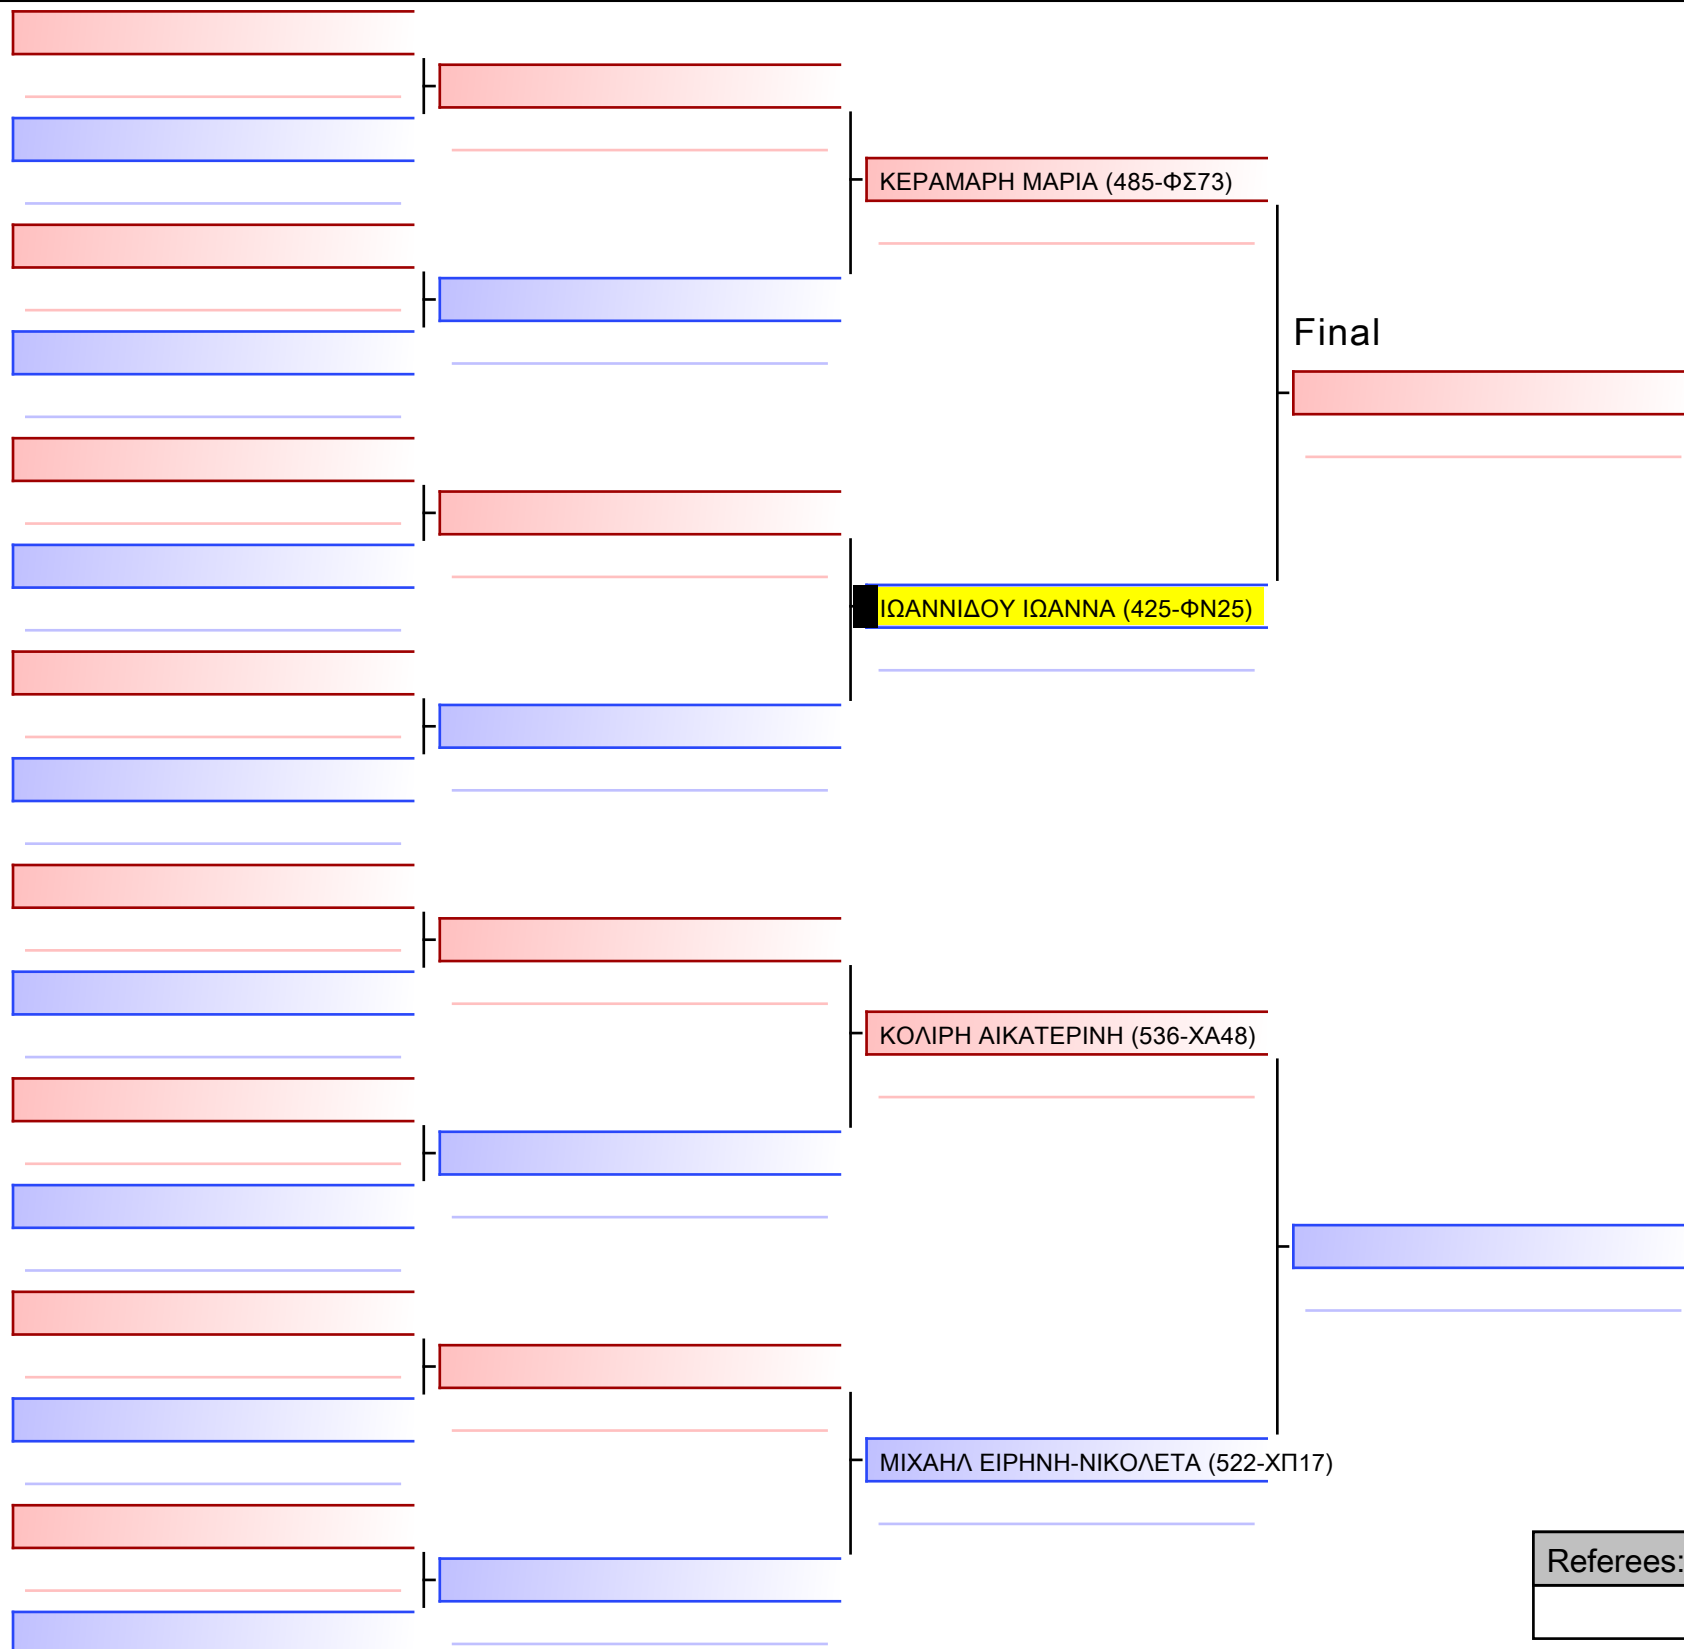 ΚΕΡΑΜΑΡΗ ΜΑΡΙΑ (485-ΦΣ73)
Final
ΙΩΑΝΝΙΔΟΥ ΙΩΑΝΝΑ (425-ΦΝ25)
ΚΟΛΙΡΗ ΑΙΚΑΤΕΡΙΝΗ (536-ΧΑ48)
ΜΙΧΑΗΛ ΕΙΡΗΝΗ-ΝΙΚΟΛΕΤΑ (522-ΧΠ17)
Referees: